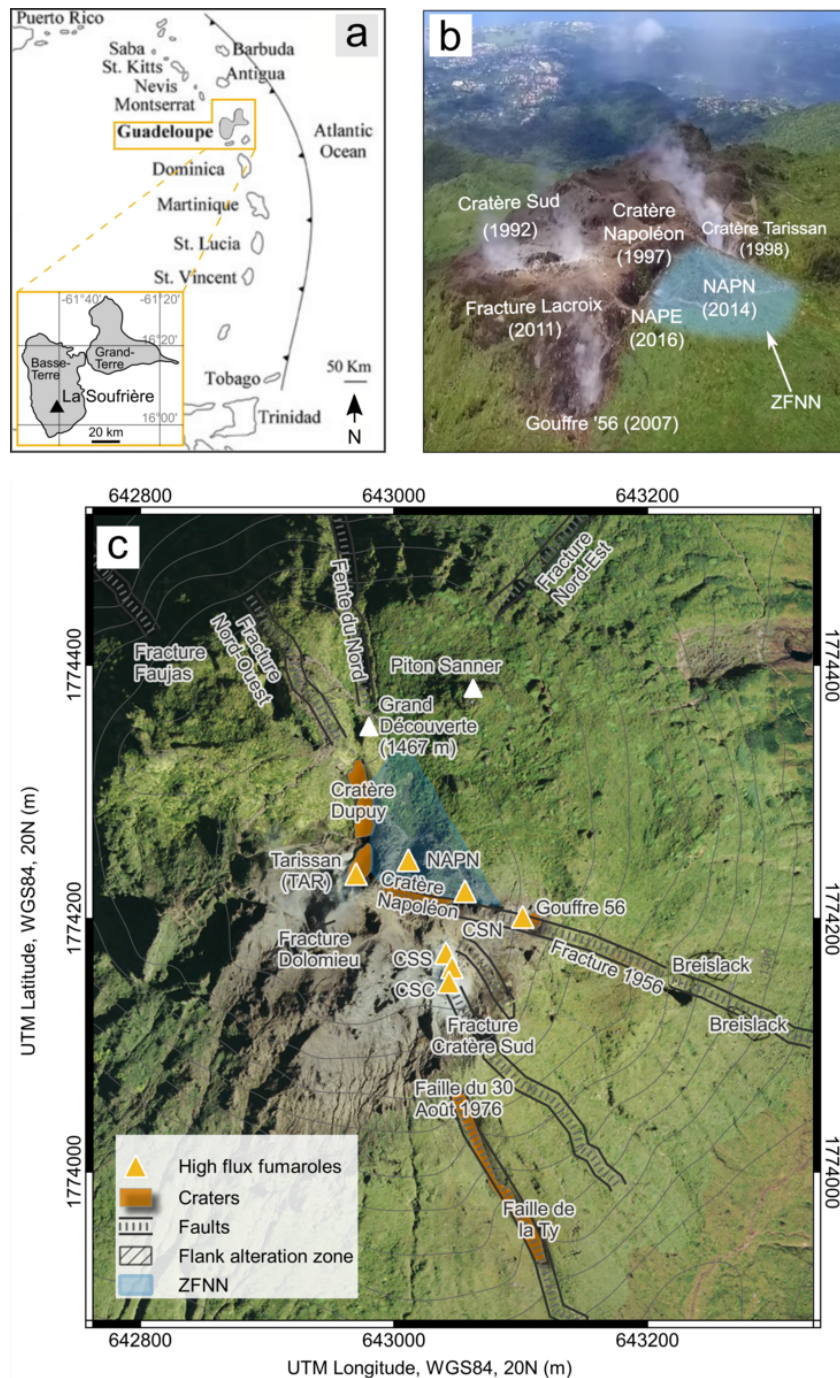 a
Puerto Rico
Saba
St. Kitts
Nevis
Montserrat
Barbuda
Antigua
Guadeloupe
Atlantic
Ocean
Dominica
Martinique
St. Lucia
St. Vincent
Tobago
Trinidad
50 Km
N
-61°40'
-61°20'
16°20'
16°00'
Basse-
Terre
Grand-
Terre
La Soufrière
20 km
b
Cratère Sud
(1992)
Cratère
Napoléon
(1997)
Cratère Tarissan
(1998)
Fracture Lacroix
(2011)
NAPE
(2016)
NAPN
(2014)
ZFNN
Gouffre '56 (2007)
c
642800
643000
643200
1774400
1774200
1774000
1774400
1774200
1774000
UTM Latitude, WGS84, 20N (m)
Fracture
Faujas
Fracture
Nord-Ouest
Fente du Nord
Fracture
Nord-Est
Piton Sanner
Grand
Découverte
(1467 m)
Cratère
Dupuy
Tarissan
(TAR)
NAPN
Cratère
Napoléon
Gouffre 56
CSN
Fracture
Dolomieu
CSS
CSC
Fracture 1956
Breislack
Breislack
Fracture
Cratère Sud
Faille du 30
Août 1976
Faille de
la Ty
High flux fumaroles
Craters
Faults
Flank alteration zone
ZFNN
642800
643000
643200
UTM Longitude, WGS84, 20N (m)